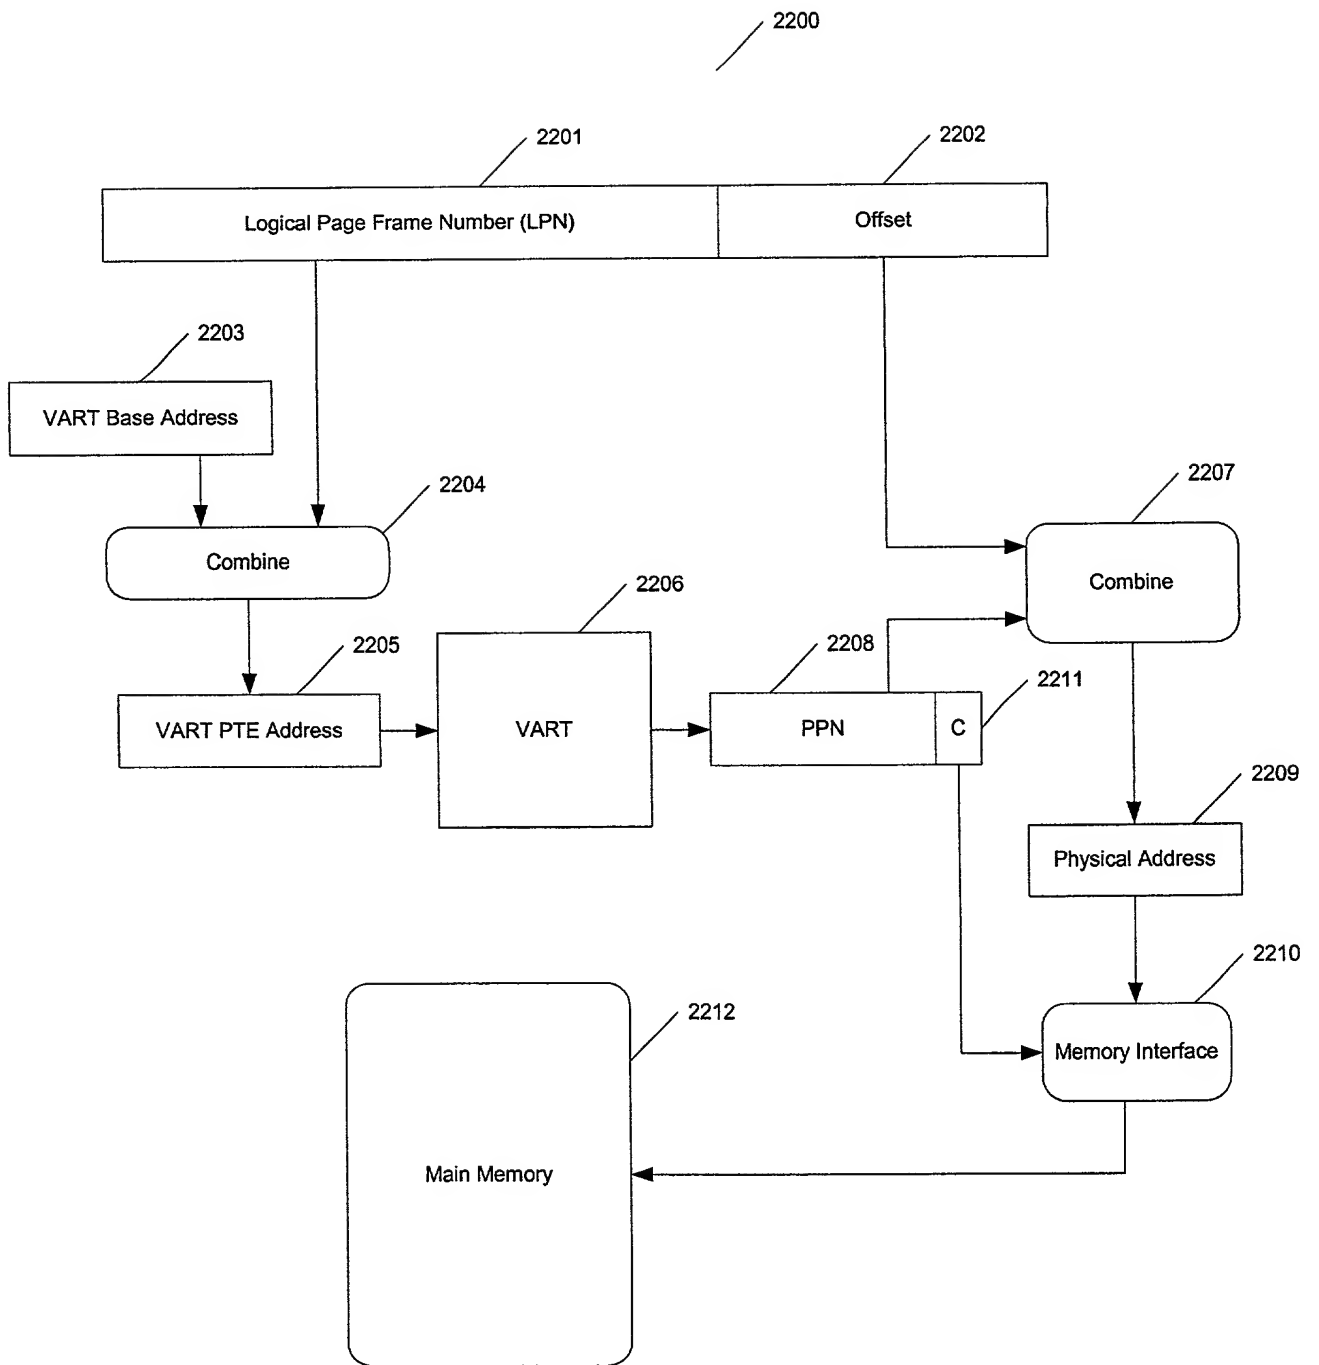 2200
2201
2202
Logical Page Frame Number (LPN)
Offset
2203
VART Base Address
2204
2207
Combine
Combine
2206
2205
2208
2211
VART PTE Address
VART
PPN
C
2209
Physical Address
2210
2212
Memory Interface
Main Memory